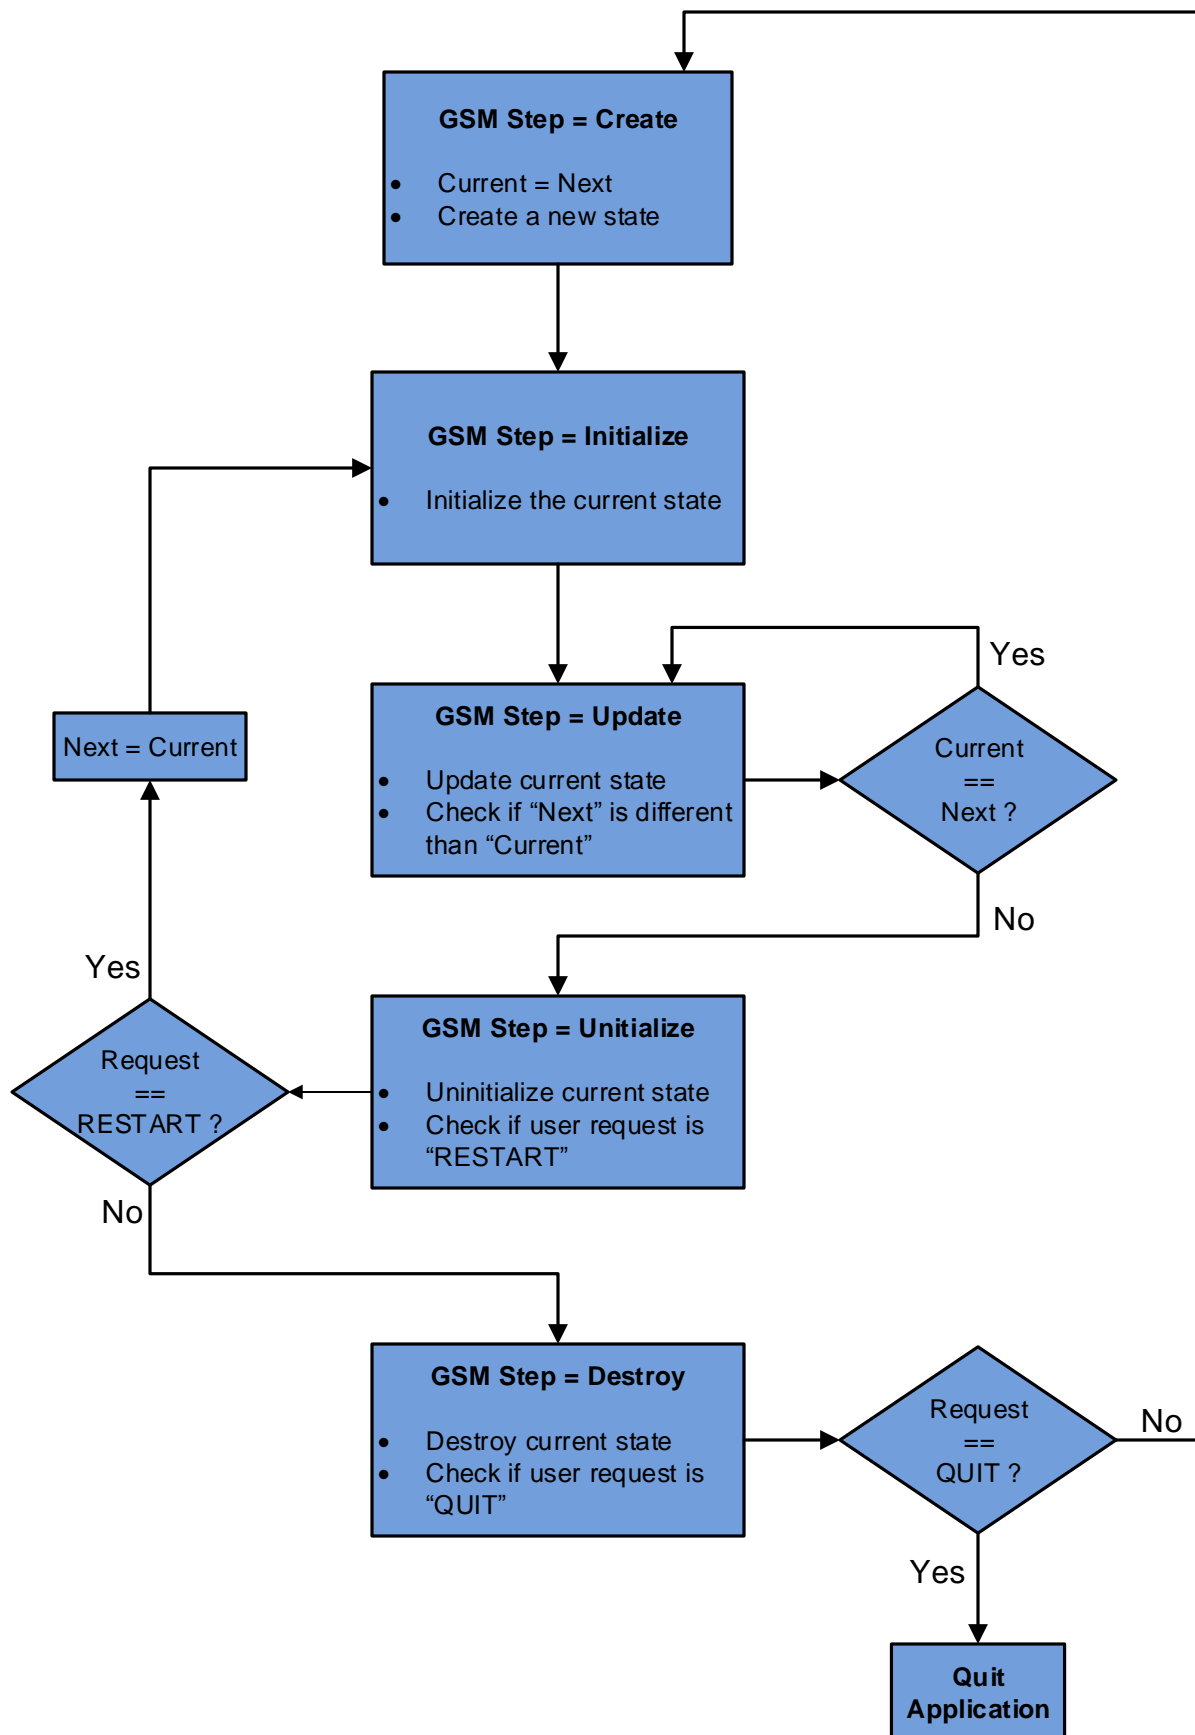 GSM Step = Create
• Current = Next
• Create a new state
GSM Step = Initialize
• Initialize the current state
Yes
GSM Step = Update
• Update current state
• Check if “Next” is different
than “Current”
Current
==
Next ?
Next = Current
No
Yes
GSM Step = Unitialize
• Uninitialize current state
• Check if user request is
“RESTART”
Request
==
RESTART ?
No
GSM Step = Destroy
• Destroy current state
• Check if user request is
“QUIT”
Request
==
QUIT ?
No
Yes
Quit
Application